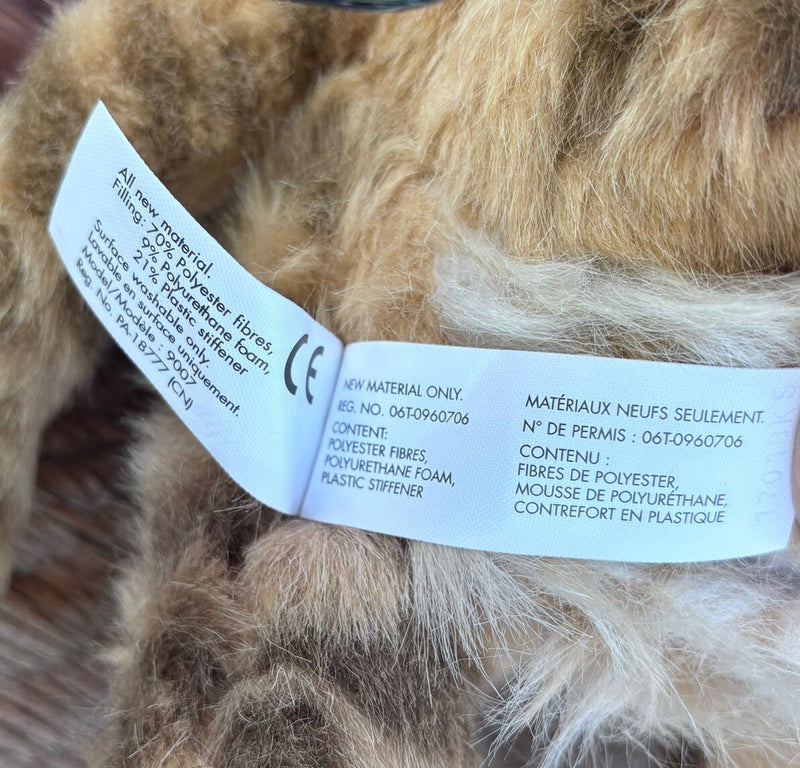 All new material.
Filling: 70% Polyester fibres,
9% Polyurethane foam,
21% Plastic stiffener
Surface washable only.
Lavable en surface uniquement.
Model/Modèle : 9007
Reg. No. PA-18777 (CN)
CE
NEW MATERIAL ONLY.
REG. NO. 06T-0960706
CONTENT:
POLYESTER FIBRES,
POLYURETHANE FOAM,
PLASTIC STIFFENER
MATÉRIAUX NEUFS SEULEMENT.
N° DE PERMIS : 06T-0960706
CONTENU :
FIBRES DE POLYESTER,
MOUSSE DE POLYURÉTHANE,
CONTREFORT EN PLASTIQUE